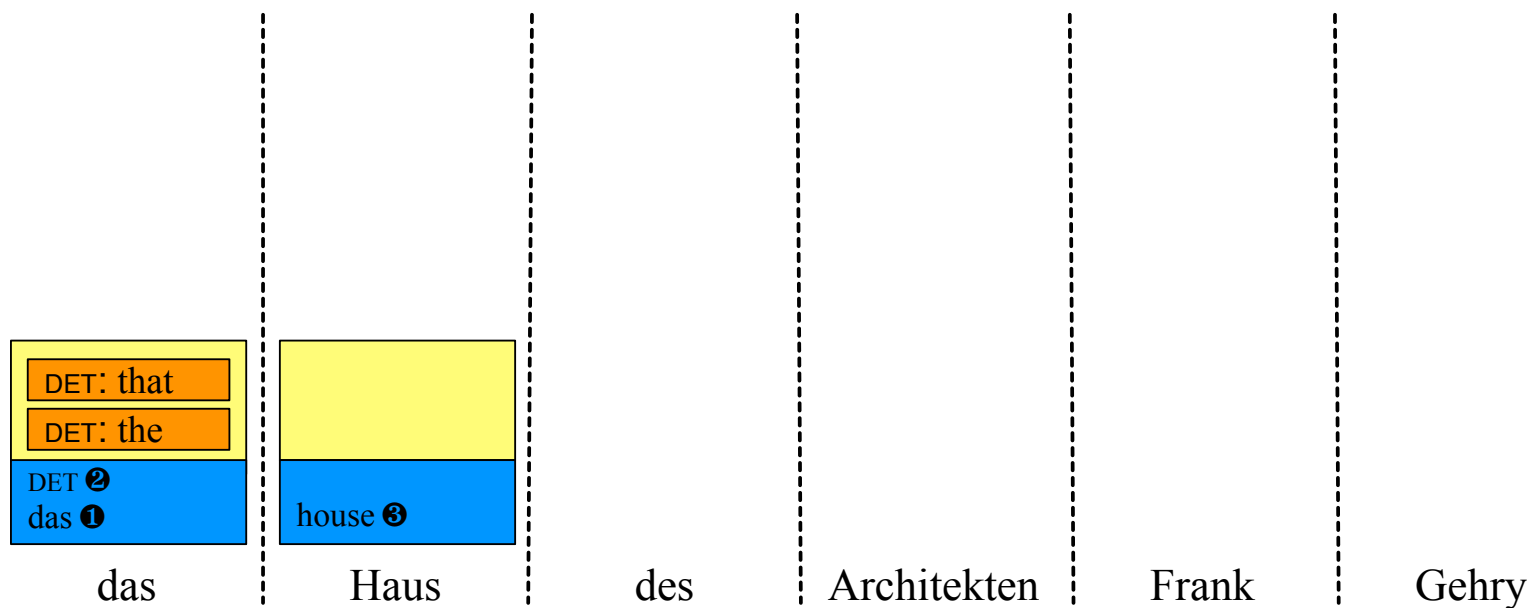 DET: that
DET: the
DET ❷
das ❶
house ❸
das Haus des Architekten Frank Gehry